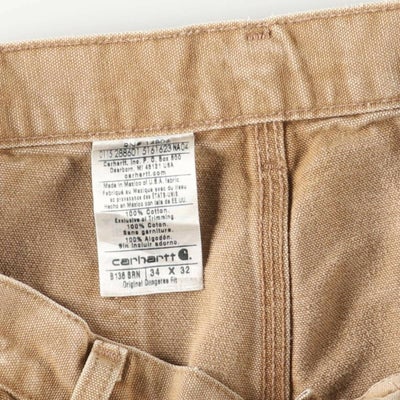 Carhartt, Inc. P.O. Box 600
Dearborn, MI 48121 USA
carhartt.com
Made in Mexico of U.S.A. fabric
Fabriqué au Mexique avec du tissu
en provenance des ÉTATS-UNIS
Hecho en México con tela de EE.UU.
100% Cotton.
Exclusive of Trimming
100% Cotton.
Sans garniture.
100% Algodón.
Sin incluir adorno.
carhartt
B136 BRN 34 X 32
Original Dungaree Fit